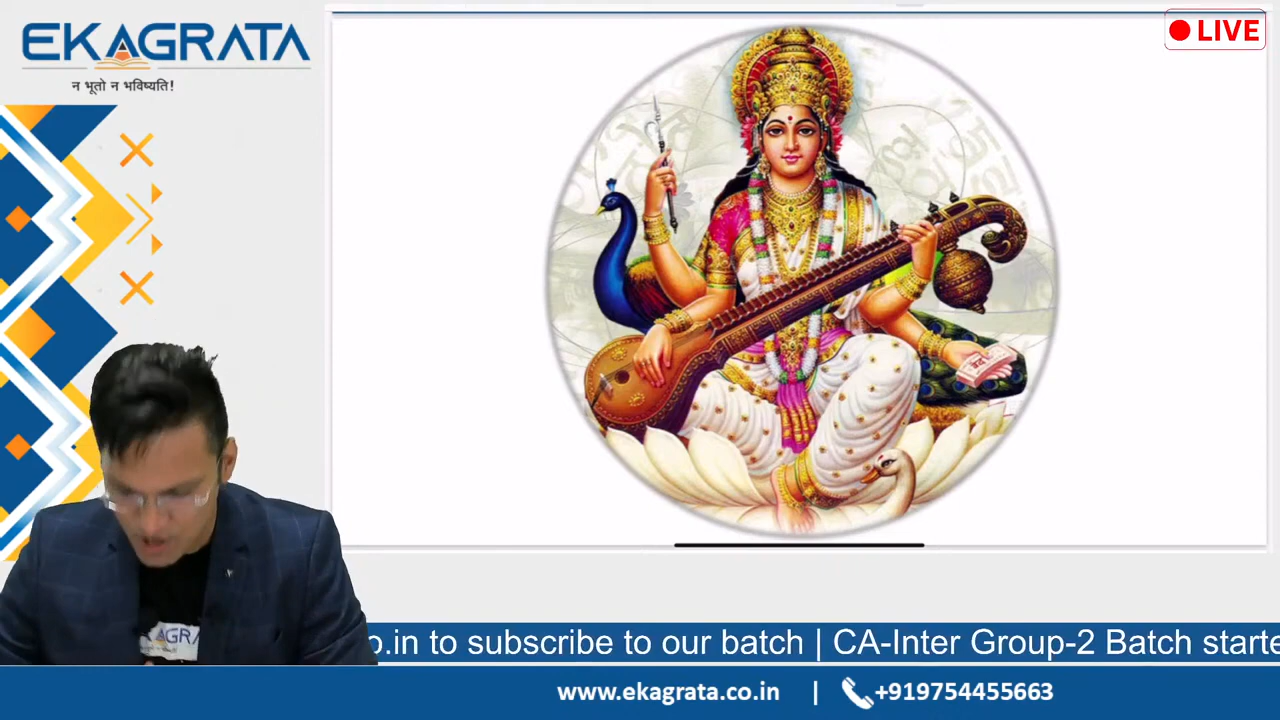 EKAGRATA
न भूतो न भविष्यति!
LIVE
.in to subscribe to our batch | CA-Inter Group-2 Batch starte
www.ekagrata.co.in | +919754455663